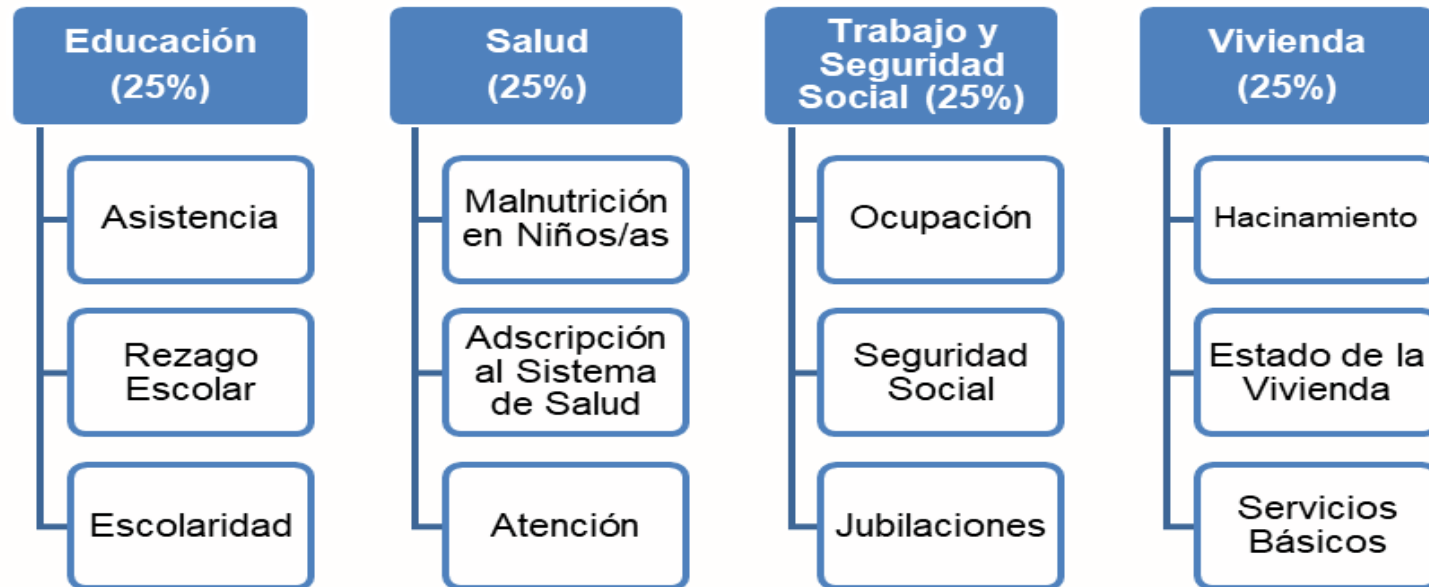 Educación
(25%)
Asistencia
Rezago
Escolar
Escolaridad
Salud
(25%)
Malnutrición
en Niños/as
Adscripción
al Sistema
de Salud
Atención
Trabajo y
Seguridad
Social (25%)
Ocupación
Seguridad
Social
Jubilaciones
Vivienda
(25%)
Hacinamiento
Estado de la
Vivienda
Servicios
Básicos